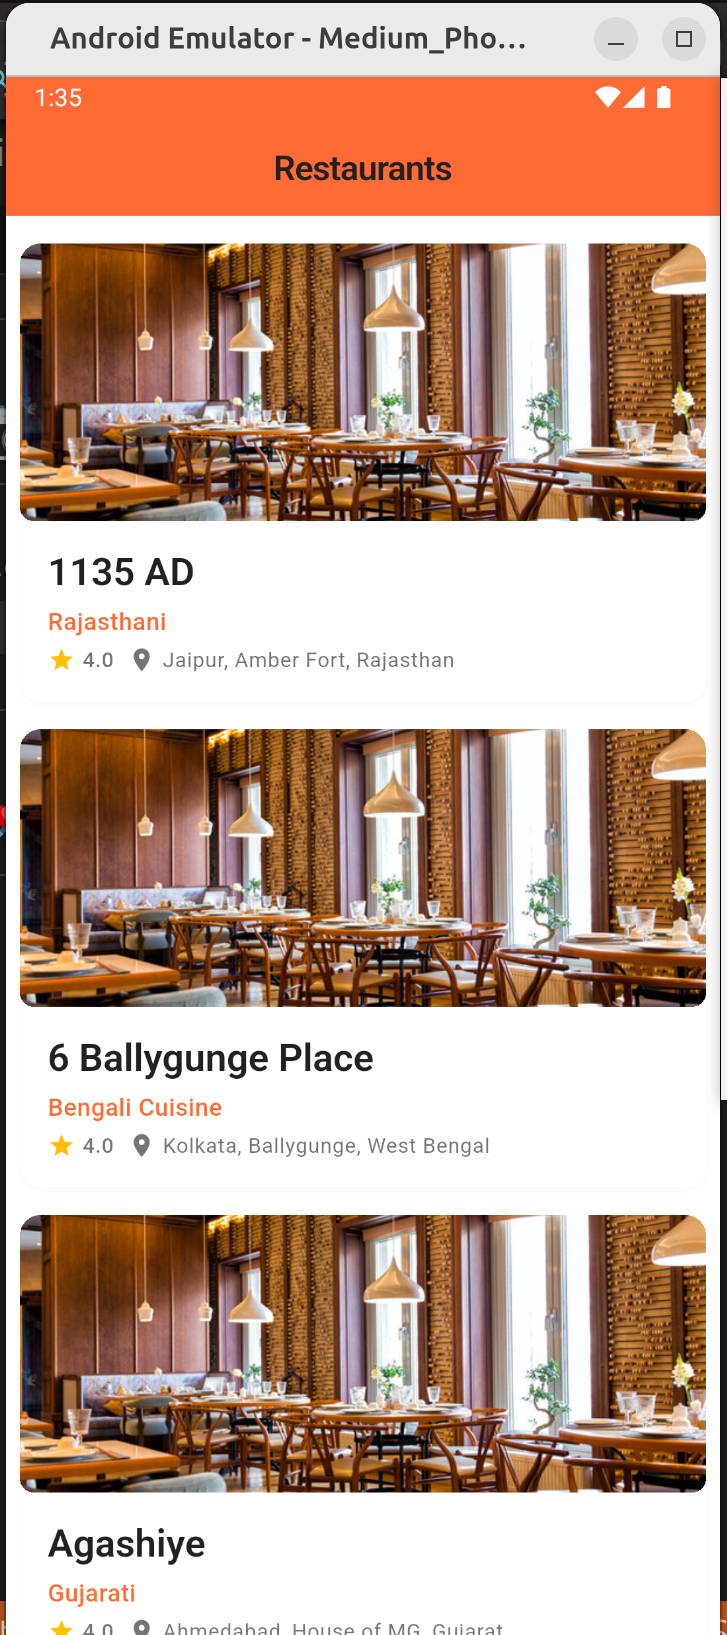 Android Emulator - Medium_Pho...
1:35
Restaurants
1135 AD
Rajasthani
4.0 Jaipur, Amber Fort, Rajasthan
6 Ballygunge Place
Bengali Cuisine
4.0 Kolkata, Ballygunge, West Bengal
Agashiye
Gujarati
4.0 Ahmedabad, House of MG, Gujarat